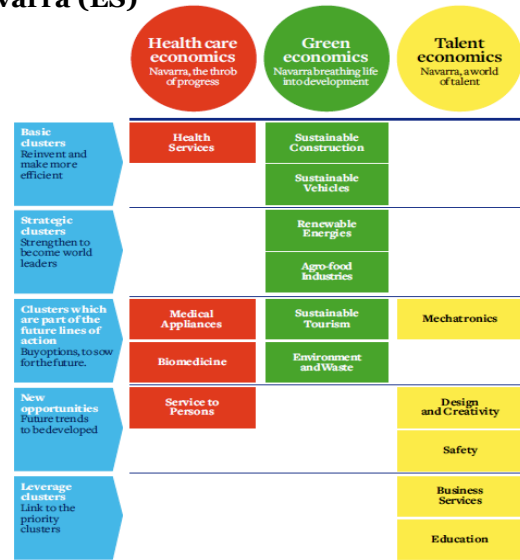 varra (ES)
Health care
economics
Navarra, the throb
of progress
Green
economics
Navarra breathing life
into development
Talent
economics
Navarra, a world
of talent
Basic
clusters
Reinvent and
make more
efficient
Health
Services
Sustainable
Construction
Sustainable
Vehicles
Strategic
clusters
Strengthen to
become world
leaders
Renewable
Energies
Agro-food
Industries
Clusters which
are part of the
future lines of
action
Buy options, to sow
for the future.
Medical
Appliances
Sustainable
Tourism
Mechatronics
Biomedicine
Environment
and Waste
New
opportunities
Future trends
to be developed
Service to
Persons
Design
and Creativity
Safety
Leverage
clusters
Link to the
priority
clusters
Business
Services
Education